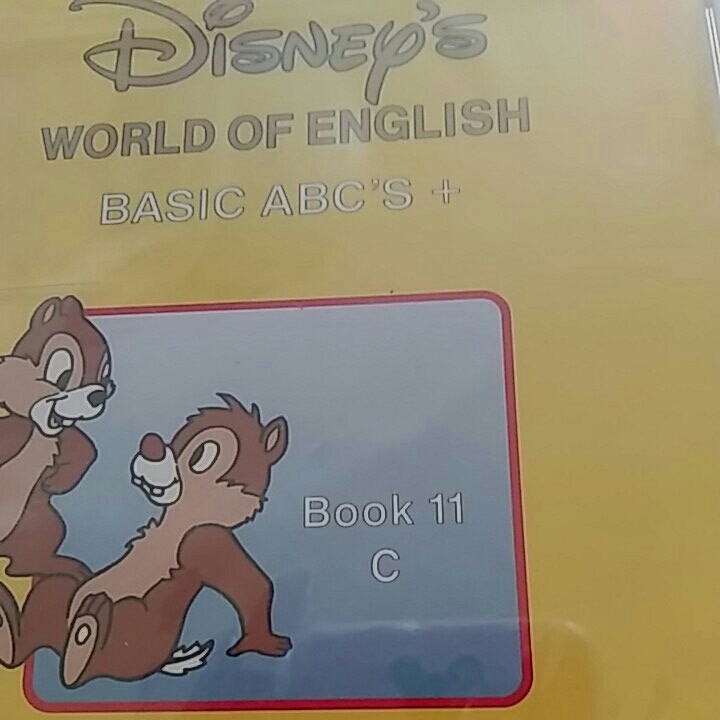 DISNEY'S
WORLD OF ENGLISH
BASIC ABC'S +
Book 11
C